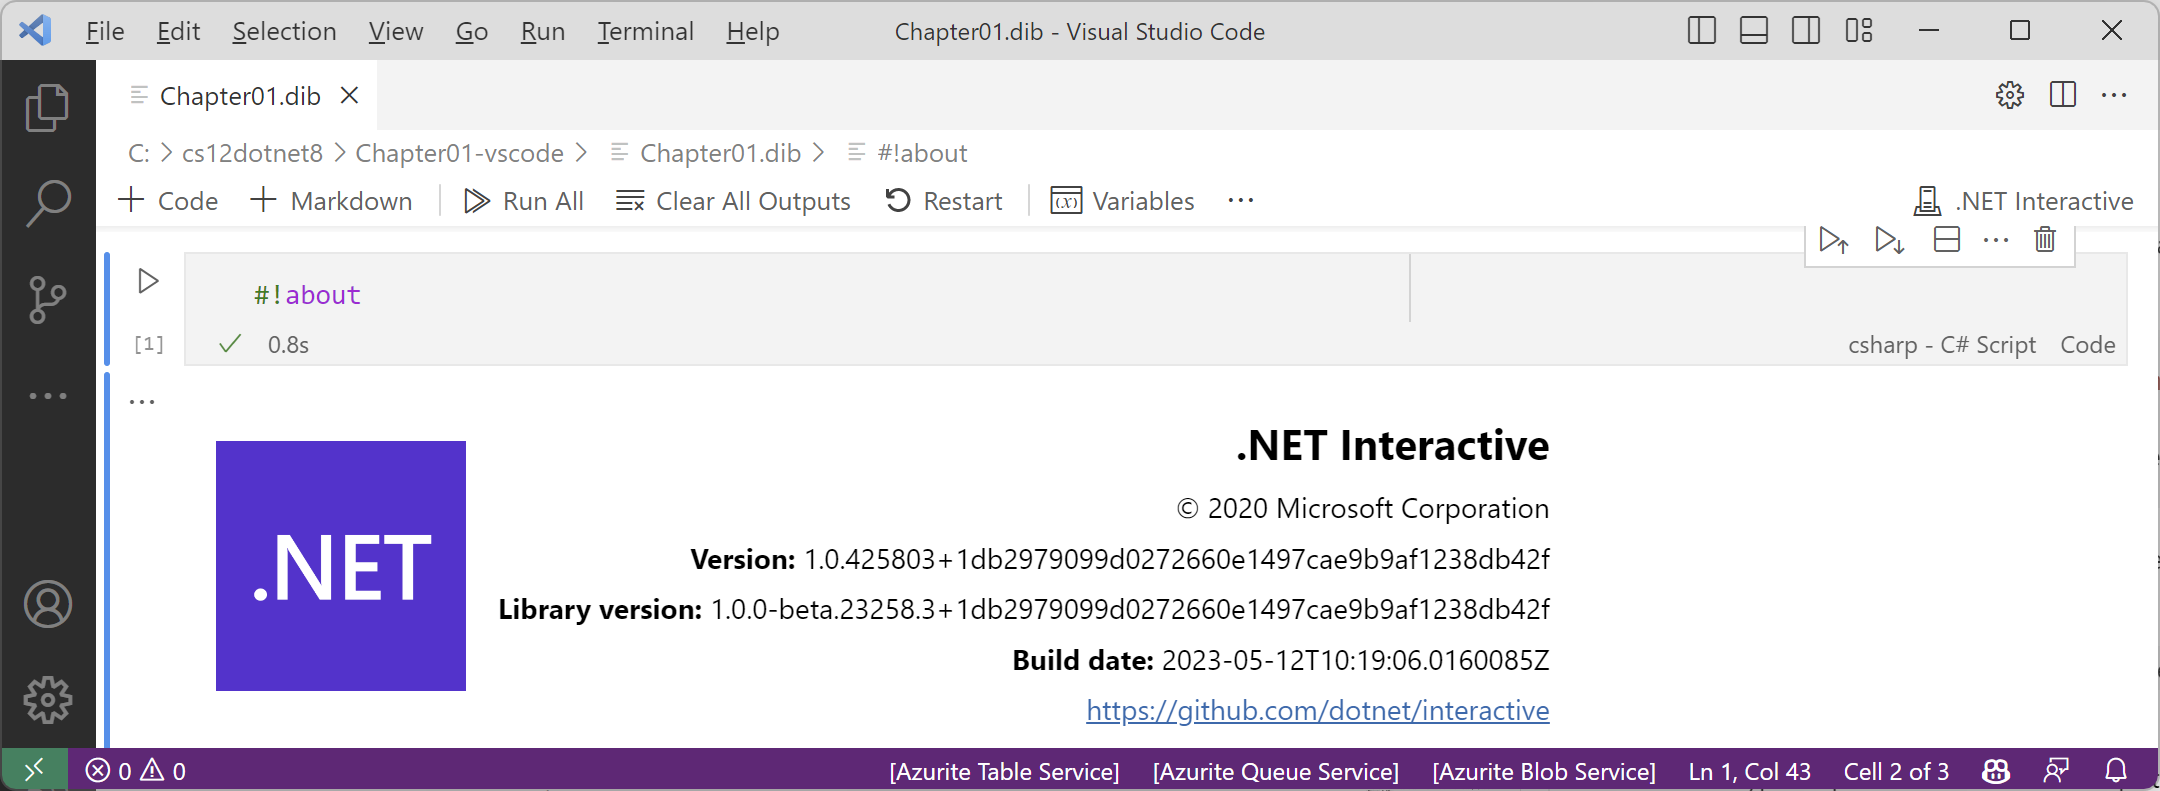 File Edit Selection View Go Run Terminal Help Chapter01.dib - Visual Studio Code
Chapter01.dib
C: > cs12dotnet8 > Chapter01-vscode > Chapter01.dib > #!about
Code Markdown Run All Clear All Outputs Restart Variables ... .NET Interactive
#!about
[1] 0.8s csharp - C# Script Code
.NET
.NET Interactive
© 2020 Microsoft Corporation
Version: 1.0.425803+1db2979099d0272660e1497cae9b9af1238db42f
Library version: 1.0.0-beta.23258.3+1db2979099d0272660e1497cae9b9af1238db42f
Build date: 2023-05-12T10:19:06.0160085Z
https://github.com/dotnet/interactive
0 0 [Azurite Table Service] [Azurite Queue Service] [Azurite Blob Service] Ln 1, Col 43 Cell 2 of 3